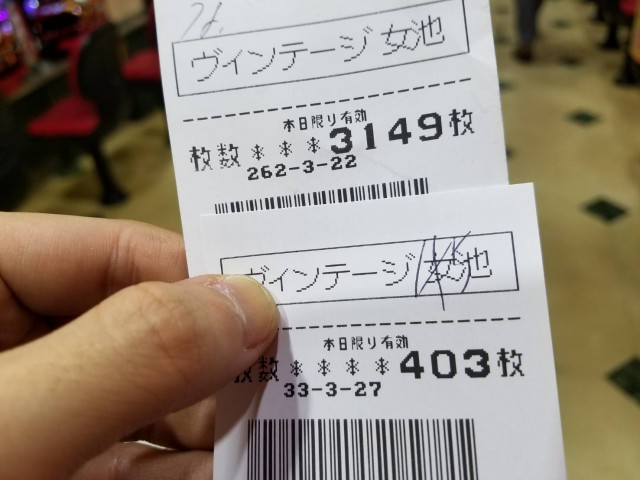 ヴィンテージ 女池
本日限り有効
枚数 ***3149枚
262-3-22
ヴィンテージ 女池
本日限り有効
枚数 ****403枚
33-3-27